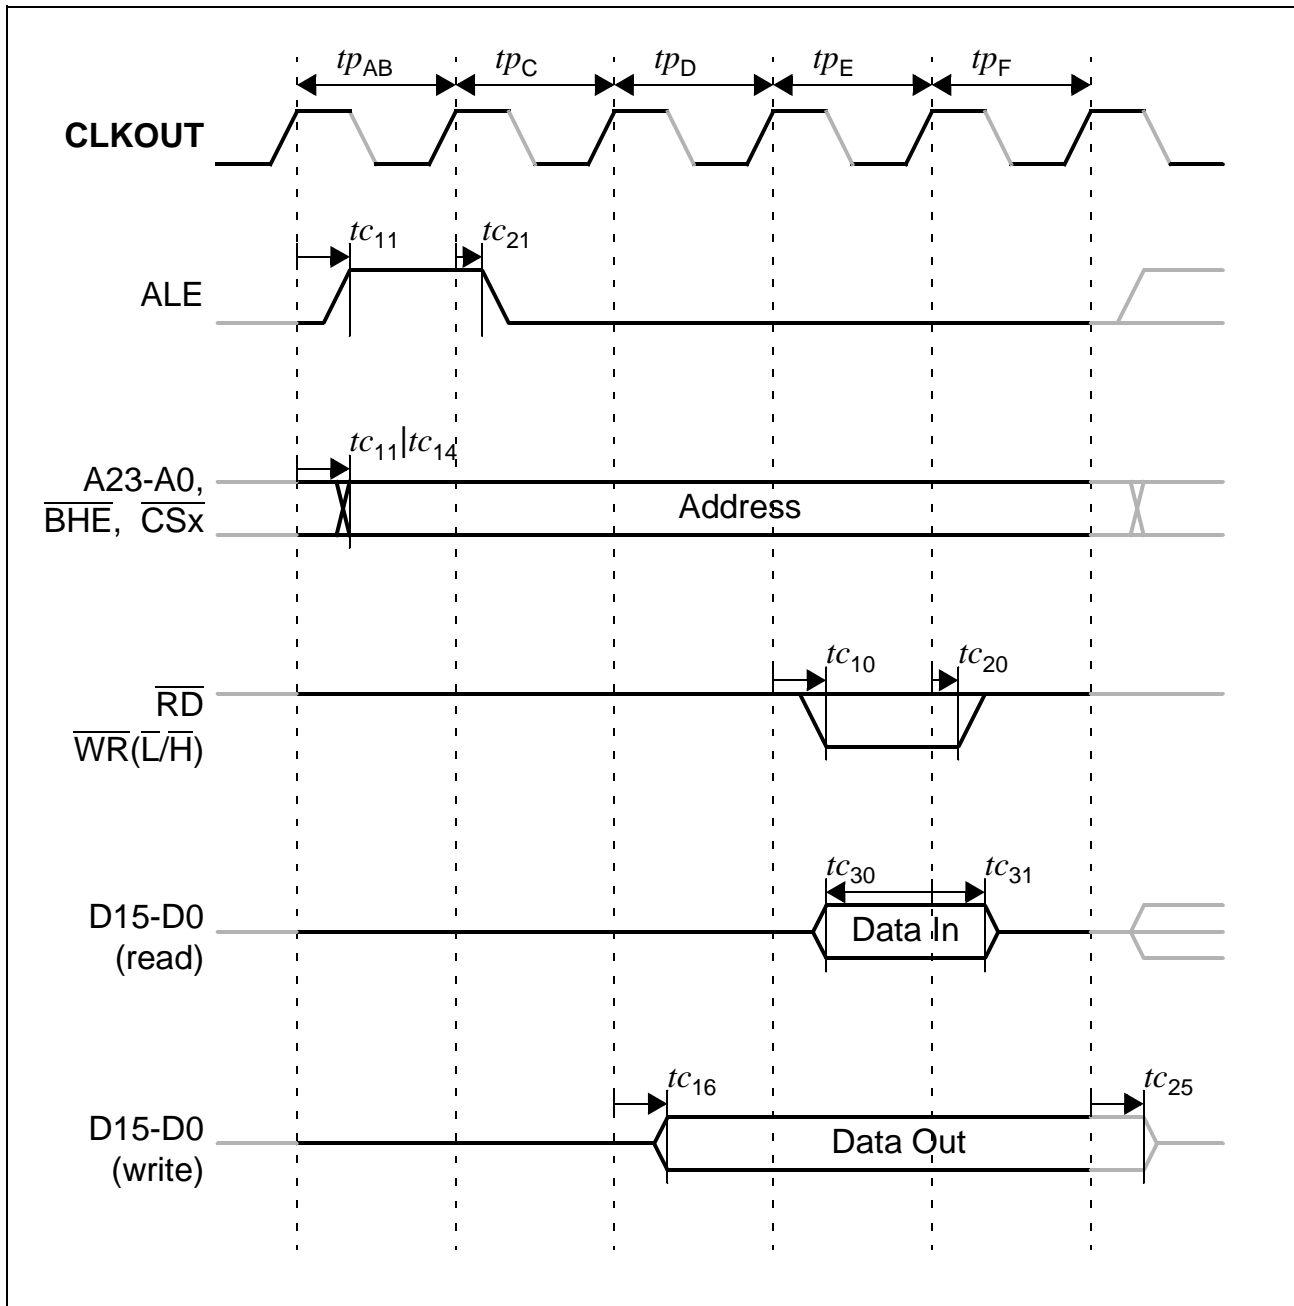 tpAB tpC tpD tpE tpF
CLKOUT
tc11 tc21
ALE
tc11|tc14
A23-A0,
BHE, CSx
Address
tc10 tc20
RD
WR(L/H)
tc30 tc31
D15-D0
(read)
Data In
tc16 tc25
D15-D0
(write)
Data Out